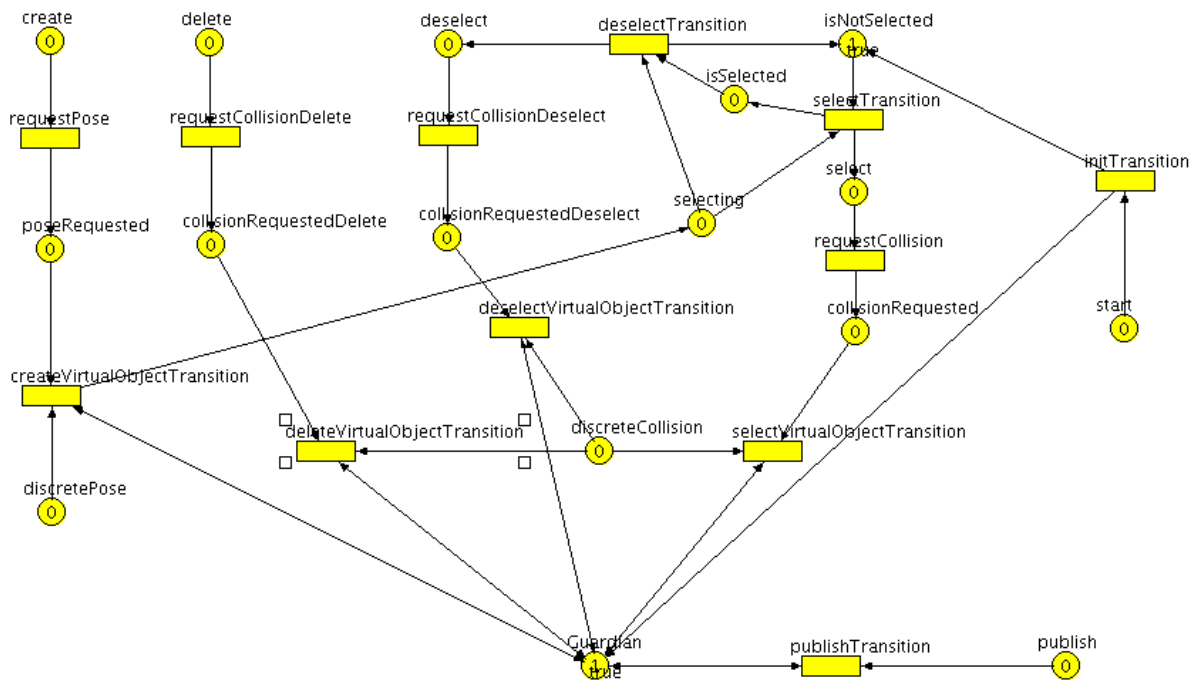 create
delete
deselect
deselectTransition
isNotSelected
0
0
0
1
true
isSelected
0
requestPose
requestCollisionDelete
requestCollisionDeselect
selectTransition
initTransition
select
0
selecting
0
poseRequested
0
collisionRequestedDelete
0
collisionRequestedDeselect
0
requestCollision
deselectVirtualObjectTransition
collisionRequested
0
start
0
createVirtualObjectTransition
deleteVirtualObjectTransition
discreteCollision
0
selectVirtualObjectTransition
discretePose
0
Guardian
1
true
publishTransition
publish
0